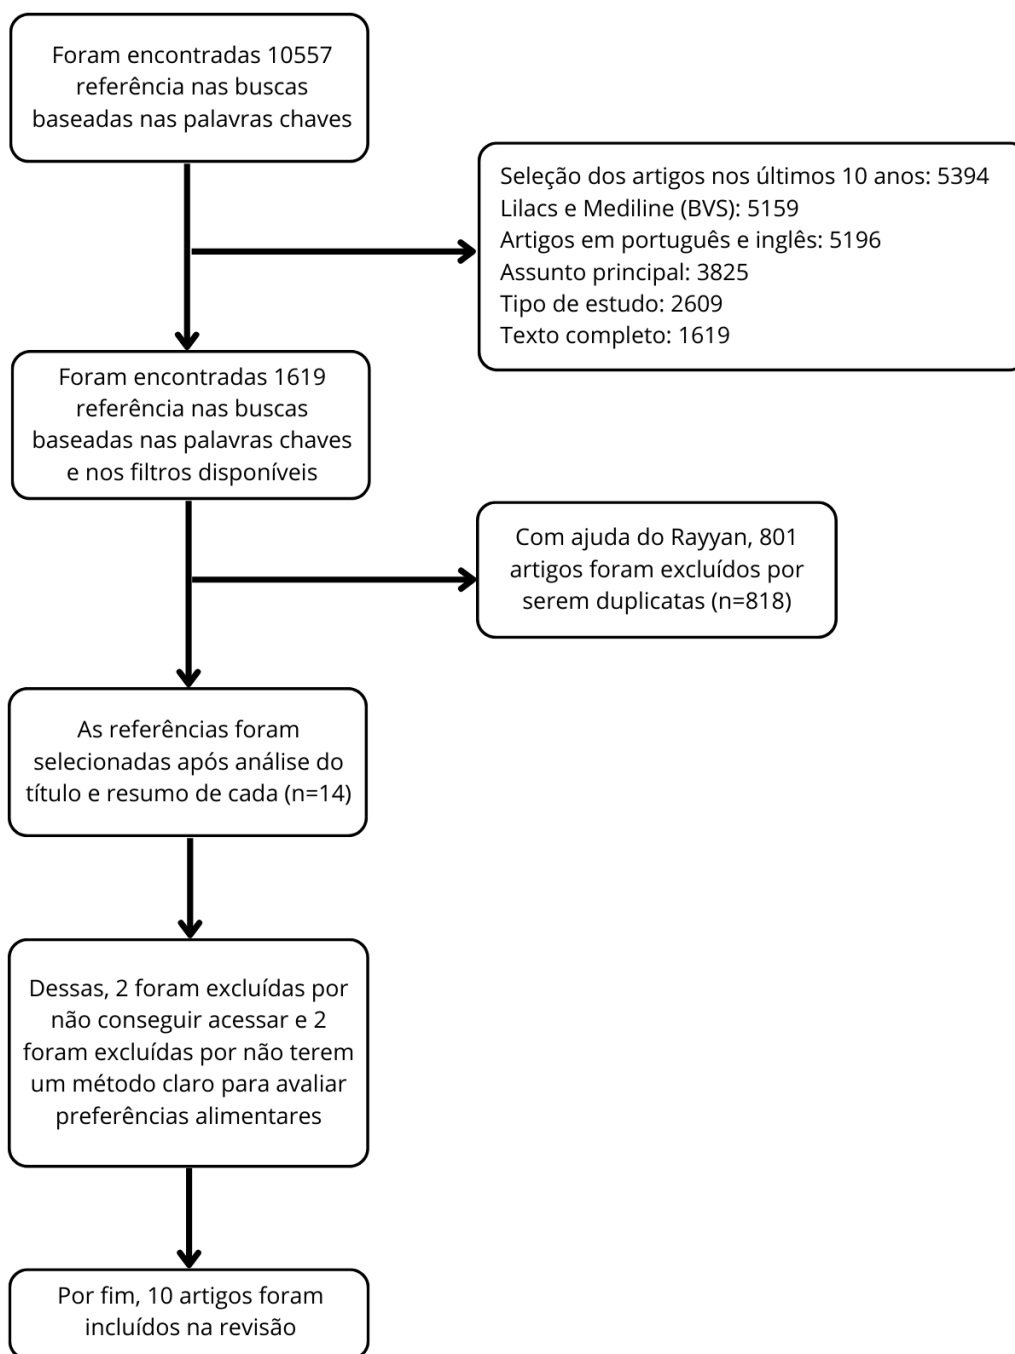 Foram encontradas 10557
referência nas buscas
baseadas nas palavras chaves
Seleção dos artigos nos últimos 10 anos: 5394
Lilacs e Mediline (BVS): 5159
Artigos em português e inglês: 5196
Assunto principal: 3825
Tipo de estudo: 2609
Texto completo: 1619
Foram encontradas 1619
referência nas buscas
baseadas nas palavras chaves
e nos filtros disponíveis
Com ajuda do Rayyan, 801
artigos foram excluídos por
serem duplicatas (n=818)
As referências foram
selecionadas após análise do
título e resumo de cada (n=14)
Dessas, 2 foram excluídas por
não conseguir acessar e 2
foram excluídas por não terem
um método claro para avaliar
preferências alimentares
Por fim, 10 artigos foram
incluídos na revisão